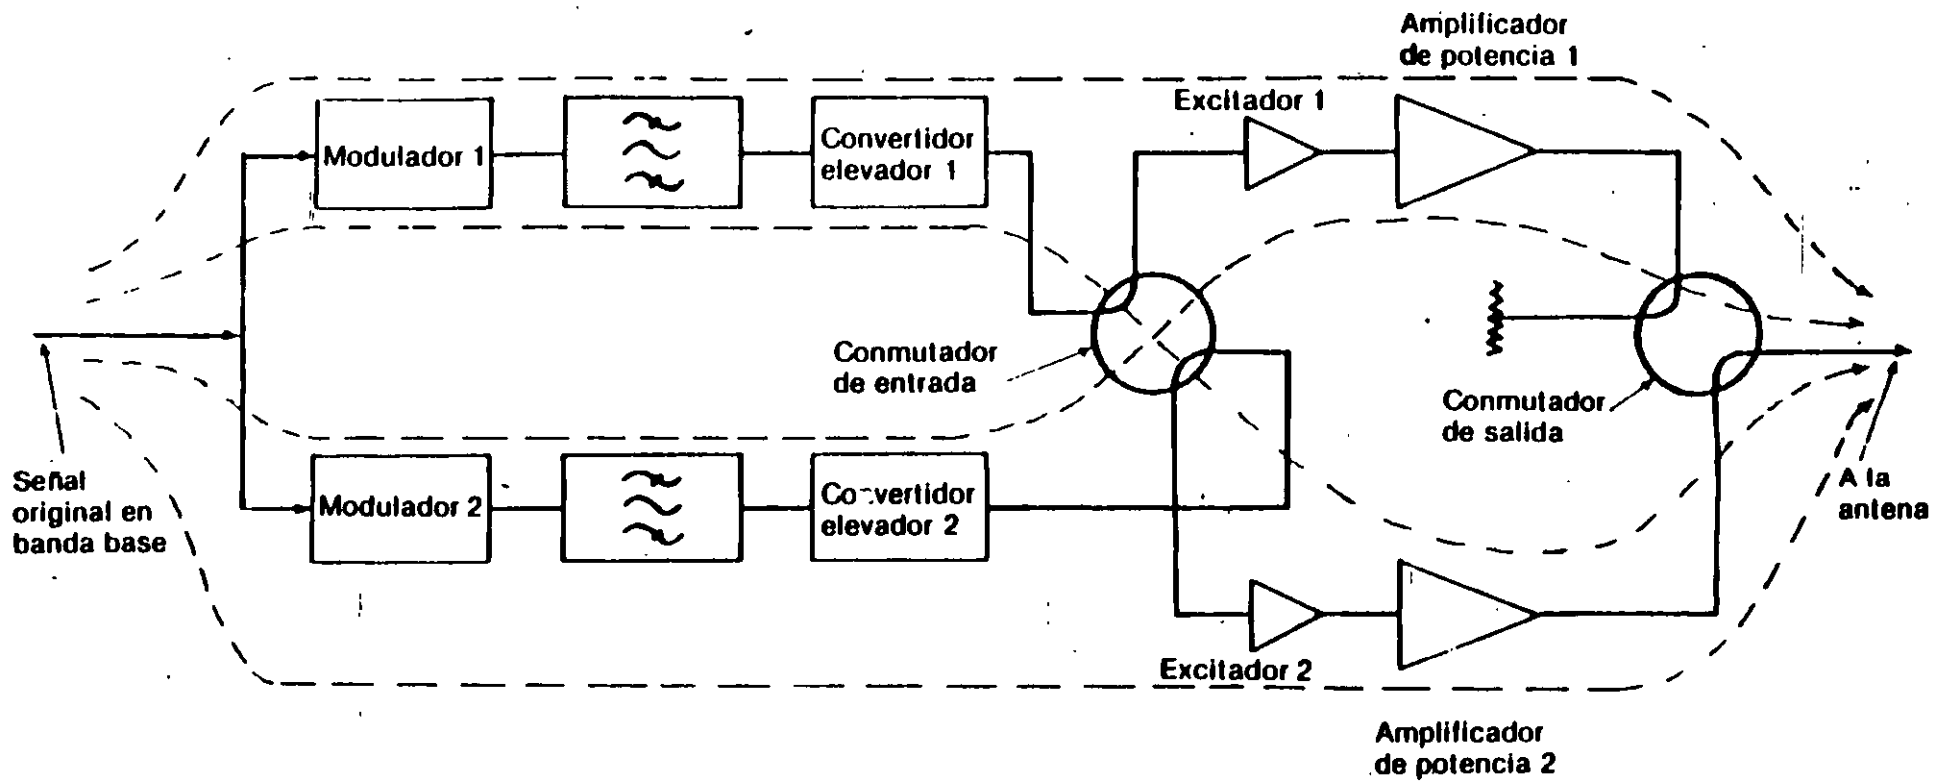 Amplificador
de potencia 1
Excitador 1
Modulador 1
Convertidor
elevador 1
Conmutador
de entrada
Conmutador
de salida
Señal
original en
banda base
A la
antena
Modulador 2
Convertidor
elevador 2
Excitador 2
Amplificador
de potencia 2